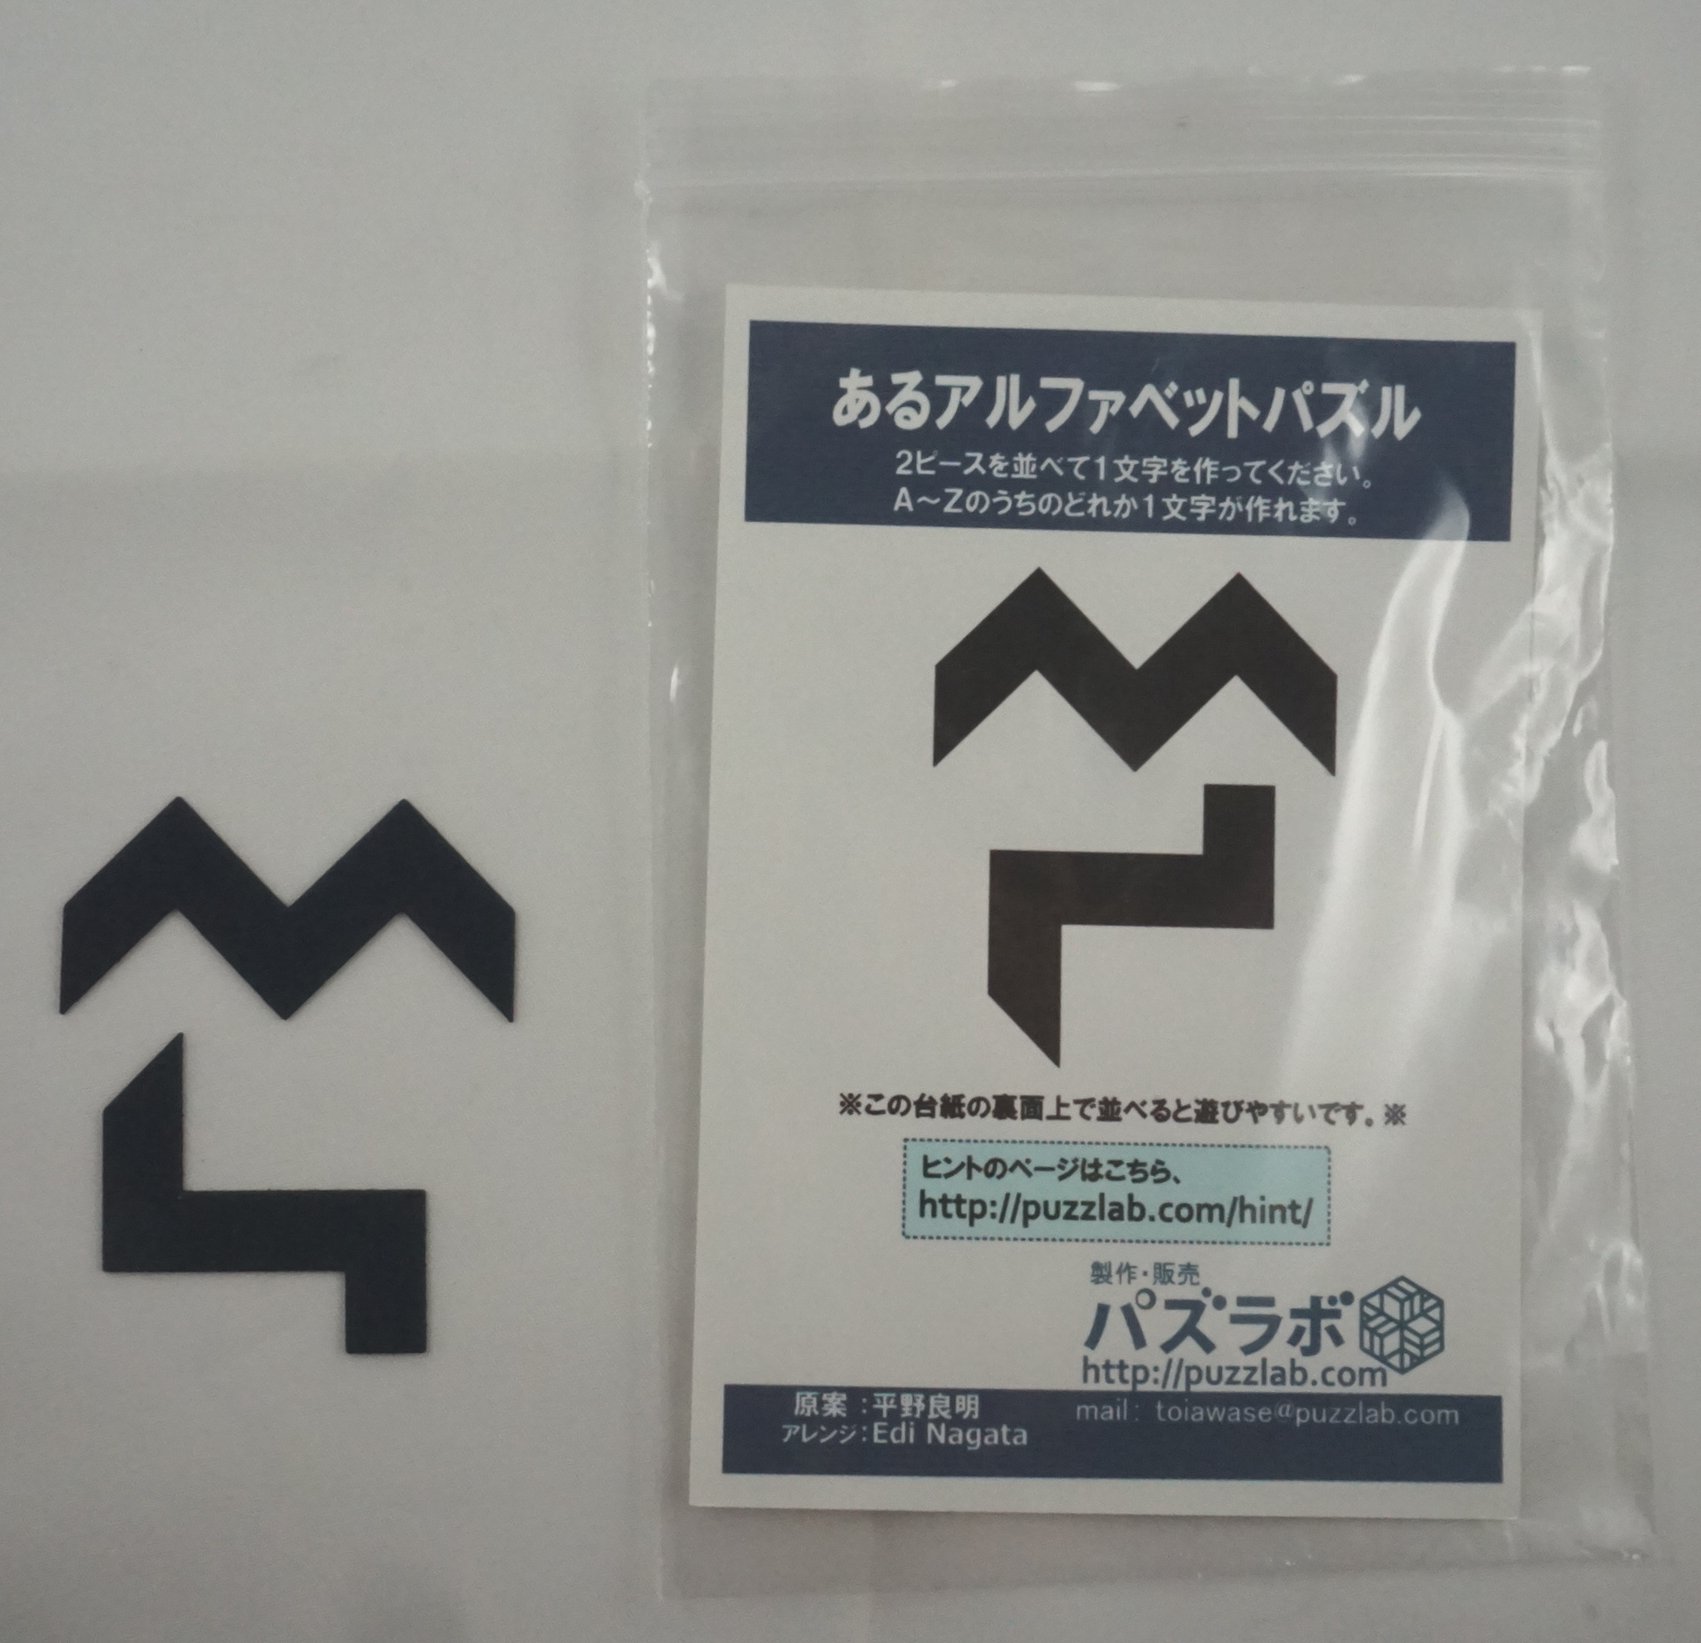 あるアルファベットパズル
2ピースを並べて1文字を作ってください。
A～Zのうちのどれか1文字が作れます。
※この台紙の裏面上で並べると遊びやすいです。※
ヒントのページはこちら、
http://puzzlab.com/hint/
製作・販売
パズラボ
http://puzzlab.com
原案 :平野良明
アレンジ:Edi Nagata
mail: toiawase@puzzlab.com